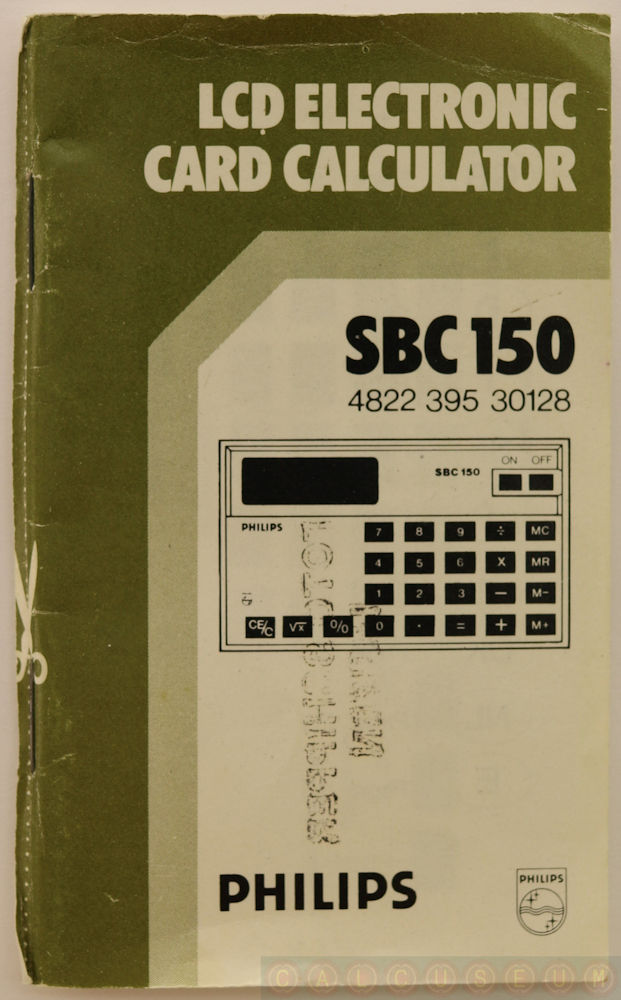 LCD ELECTRONIC
CARD CALCULATOR
SBC 150
4822 395 30128
ON OFF
SBC 150
PHILIPS
7 8 9 ÷ MC
4 5 6 X MR
1 2 3 − M−
CE/C √x % 0 · = + M+
PHILIPS
PHILIPS
CALCUSEUM